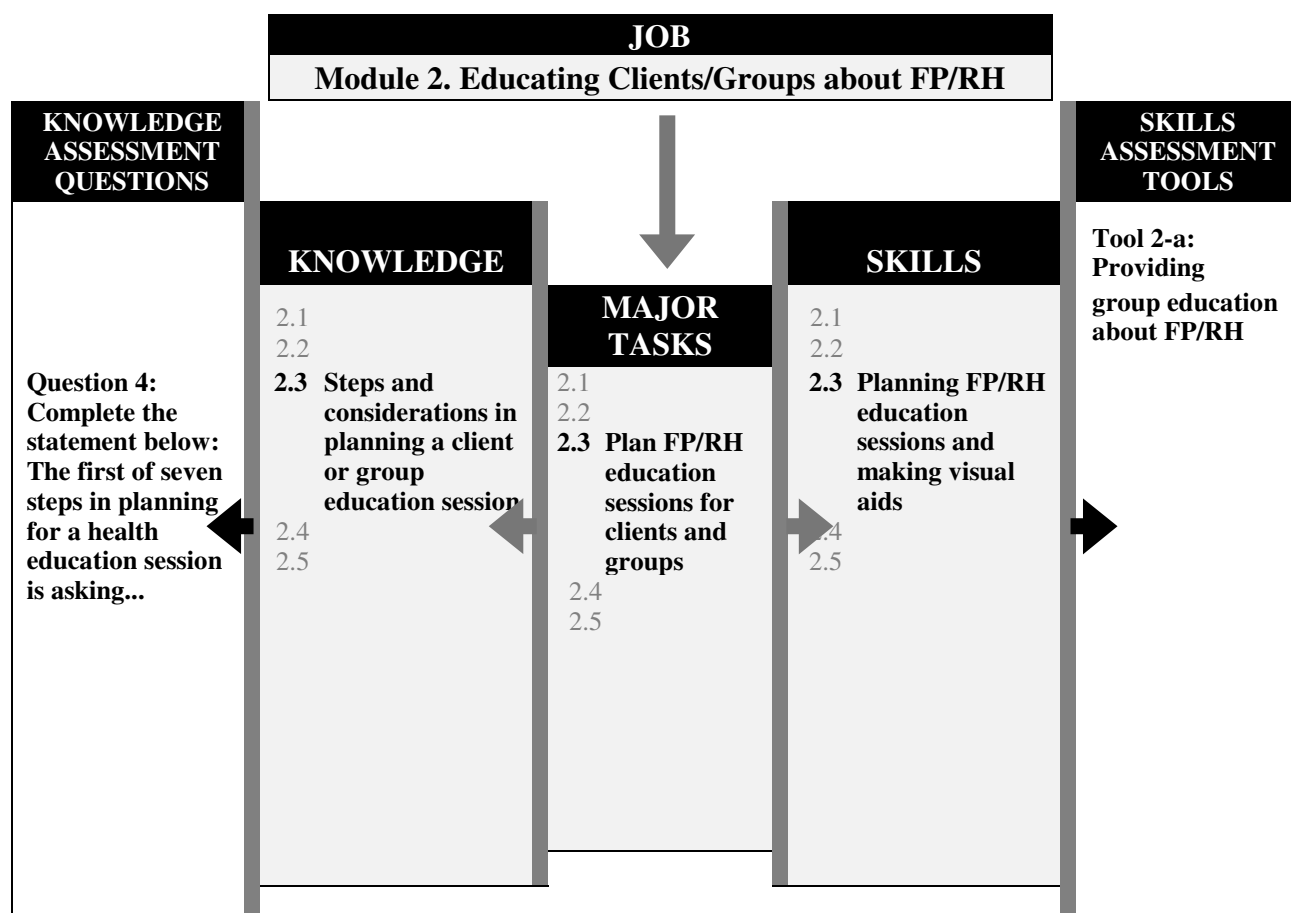 JOB
Module 2. Educating Clients/Groups about FP/RH
KNOWLEDGE
ASSESSMENT
QUESTIONS
Question 4:
Complete the
statement below:
The first of seven
steps in planning
for a health
education session
is asking...
KNOWLEDGE
2.1
2.2
2.3 Steps and
considerations in
planning a client
or group
education session
2.4
2.5
MAJOR
TASKS
2.1
2.2
2.3 Plan FP/RH
education
sessions for
clients and
groups
2.4
2.5
SKILLS
2.1
2.2
2.3 Planning FP/RH
education
sessions and
making visual
aids
2.4
2.5
SKILLS
ASSESSMENT
TOOLS
Tool 2-a:
Providing
group education
about FP/RH